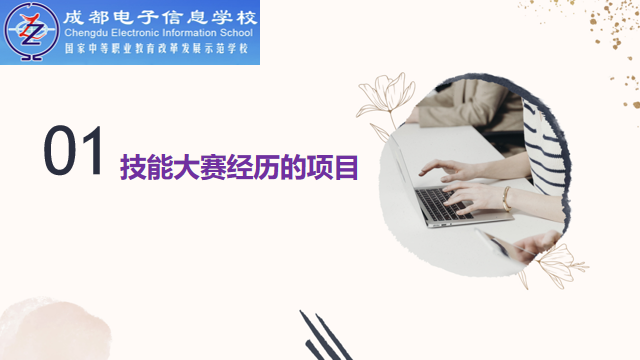 成都电子信息学校
Chengdu Electronic Information School
国家中等职业教育改革发展示范学校
01 技能大赛经历的项目